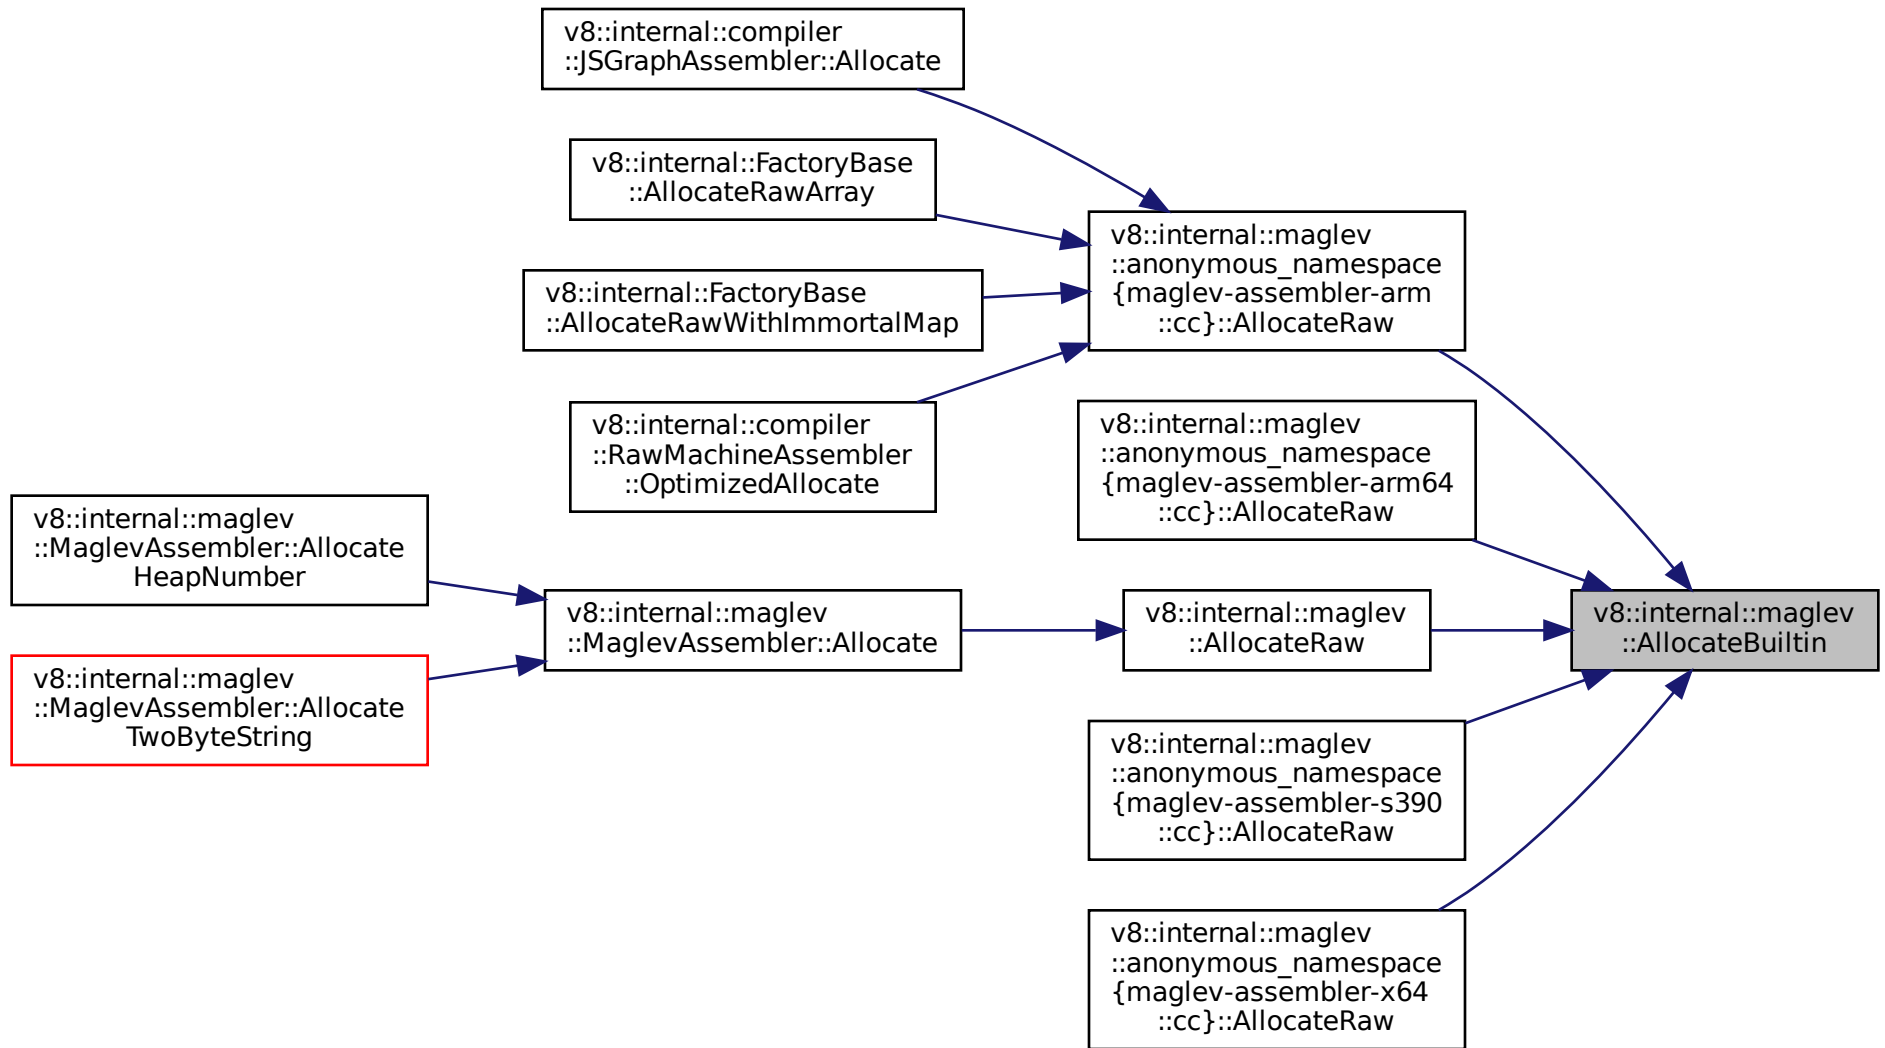 v8::internal::compiler
::JSGraphAssembler::Allocate
v8::internal::FactoryBase
::AllocateRawArray
v8::internal::maglev
::anonymous_namespace
{maglev-assembler-arm
::cc}::AllocateRaw
v8::internal::FactoryBase
::AllocateRawWithImmortalMap
v8::internal::compiler
::RawMachineAssembler
::OptimizedAllocate
v8::internal::maglev
::anonymous_namespace
{maglev-assembler-arm64
::cc}::AllocateRaw
v8::internal::maglev
::MaglevAssembler::Allocate
HeapNumber
v8::internal::maglev
::MaglevAssembler::Allocate
v8::internal::maglev
::AllocateRaw
v8::internal::maglev
::AllocateBuiltin
v8::internal::maglev
::MaglevAssembler::Allocate
TwoByteString
v8::internal::maglev
::anonymous_namespace
{maglev-assembler-s390
::cc}::AllocateRaw
v8::internal::maglev
::anonymous_namespace
{maglev-assembler-x64
::cc}::AllocateRaw